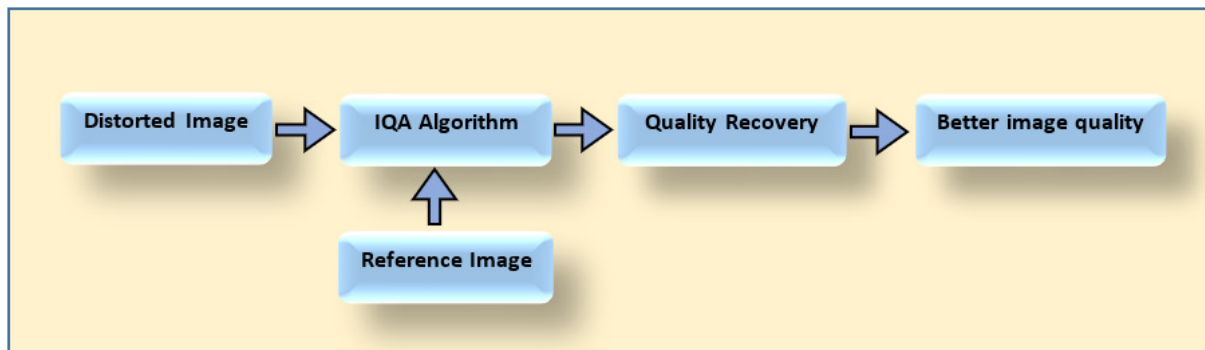 Distorted Image
IQA Algorithm
Quality Recovery
Better image quality
Reference Image